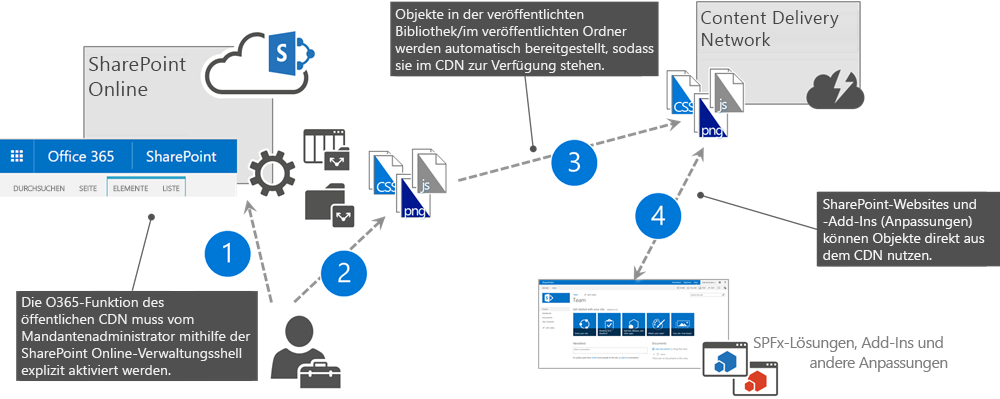 SharePoint
Online
S
Office 365
SharePoint
DURCHSUCHEN
SEITE
ELEMENTE
LISTE
Objekte in der veröffentlichten
Bibliothek/im veröffentlichten Ordner
werden automatisch bereitgestellt, sodass
sie im CDN zur Verfügung stehen.
Content Delivery
Network
CSS
js
png
CSS
js
png
1
2
3
4
Die O365-Funktion des
öffentlichen CDN muss vom
Mandantenadministrator mithilfe der
SharePoint Online-Verwaltungsshell
explizit aktiviert werden.
SharePoint-Websites und
-Add-Ins (Anpassungen)
können Objekte direkt aus
dem CDN nutzen.
Team
SPFx-Lösungen, Add-Ins und
andere Anpassungen